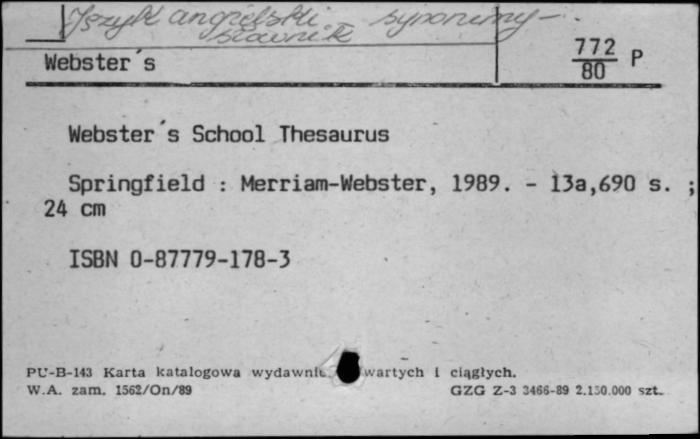 Język angielski synonimy -
słownik
Webster´s
772
80 P
Webster´s School Thesaurus
Springfield : Merriam-Webster, 1989. - 13a,690 s. ;
24 cm
ISBN 0-87779-178-3
PU-B-143 Karta katalogowa wydawni wartych i ciągłych.
W.A. zam. 1562/On/89 GZG Z-3 3466-89 2.150.000 szt.